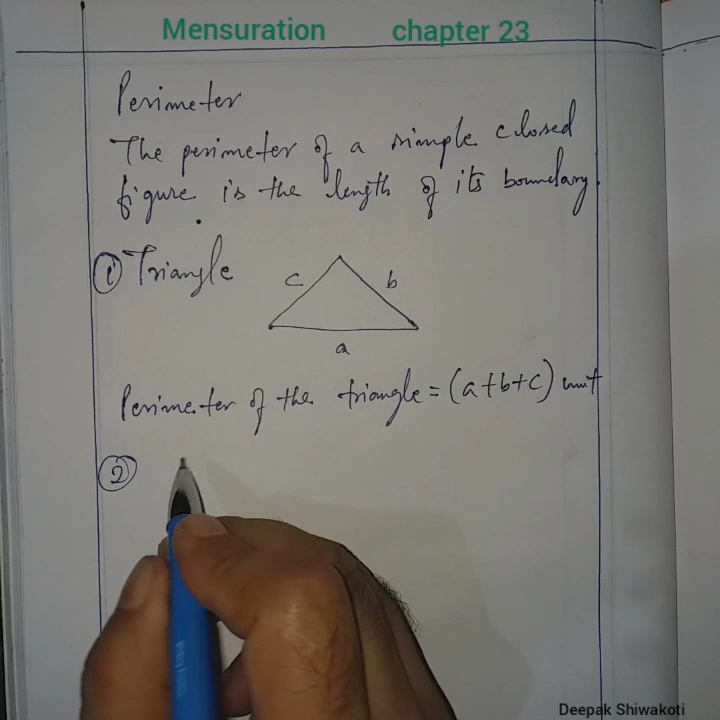 Mensuration chapter 23
Perimeter
The perimeter of a simple closed
figure is the length of its boundary.
① Triangle
c b
a
Perimeter of the triangle = (a+b+c) unit
②
Deepak Shiwakoti